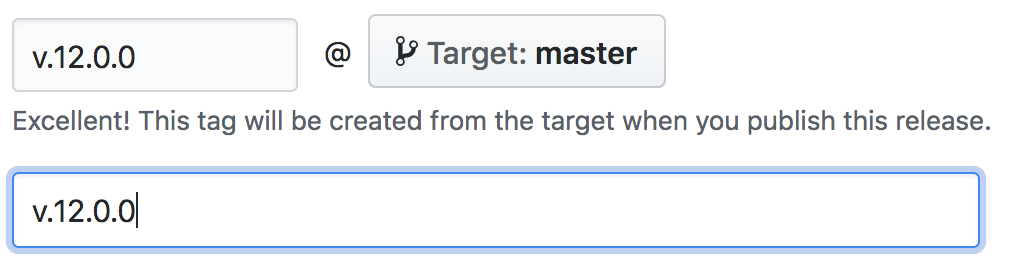 v.12.0.0 @ Target: master
Excellent! This tag will be created from the target when you publish this release.
v.12.0.0